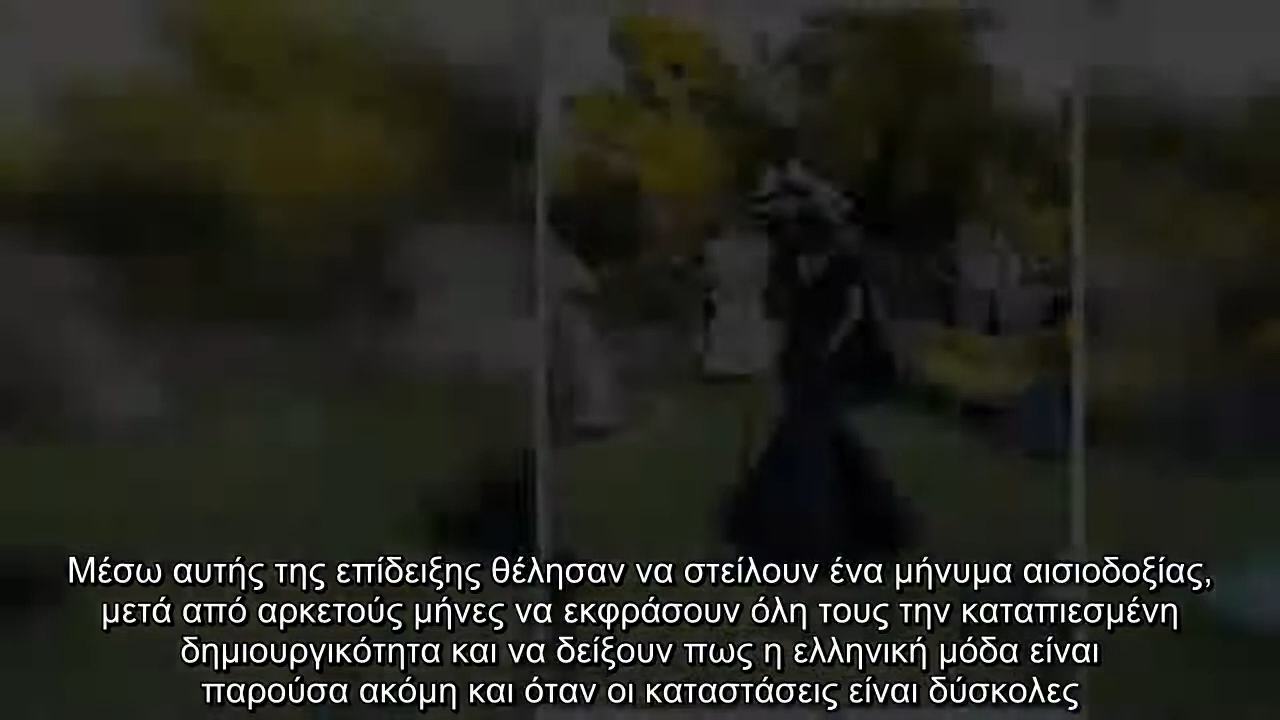 Μέσω αυτής της επίδειξης θέλησαν να στείλουν ένα μήνυμα αισιοδοξίας,
μετά από αρκετούς μήνες να εκφράσουν όλη τους την καταπιεσμένη
δημιουργικότητα και να δείξουν πως η ελληνική μόδα είναι
παρούσα ακόμη και όταν οι καταστάσεις είναι δύσκολες